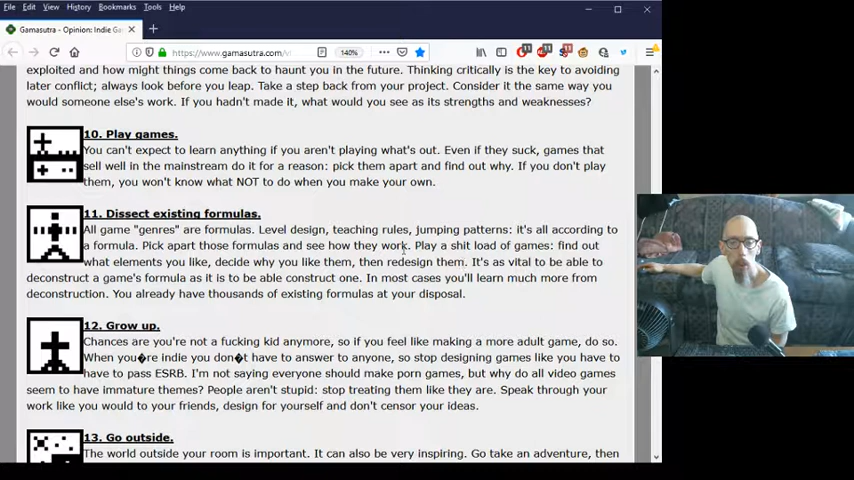 File Edit View History Bookmarks Tools Help
Gamasutra - Opinion: Indie Ga
https://www.gamasutra.com/vi
140%
11
11
11
exploited and how might things come back to haunt you in the future. Thinking critically is the key to avoiding
later conflict; always look before you leap. Take a step back from your project. Consider it the same way you
would someone else's work. If you hadn't made it, what would you see as its strengths and weaknesses?
10. Play games.
You can't expect to learn anything if you aren't playing what's out. Even if they suck, games that
sell well in the mainstream do it for a reason: pick them apart and find out why. If you don't play
them, you won't know what NOT to do when you make your own.
11. Dissect existing formulas.
All game "genres" are formulas. Level design, teaching rules, jumping patterns: it's all according to
a formula. Pick apart those formulas and see how they work. Play a shit load of games: find out
what elements you like, decide why you like them, then redesign them. It's as vital to be able to
deconstruct a game's formula as it is to be able construct one. In most cases you'll learn much more from
deconstruction. You already have thousands of existing formulas at your disposal.
12. Grow up.
Chances are you're not a fucking kid anymore, so if you feel like making a more adult game, do so.
When you�re indie you don�t have to answer to anyone, so stop designing games like you have to
have to pass ESRB. I'm not saying everyone should make porn games, but why do all video games
seem to have immature themes? People aren't stupid: stop treating them like they are. Speak through your
work like you would to your friends, design for yourself and don't censor your ideas.
13. Go outside.
The world outside your room is important. It can also be very inspiring. Go take an adventure, then